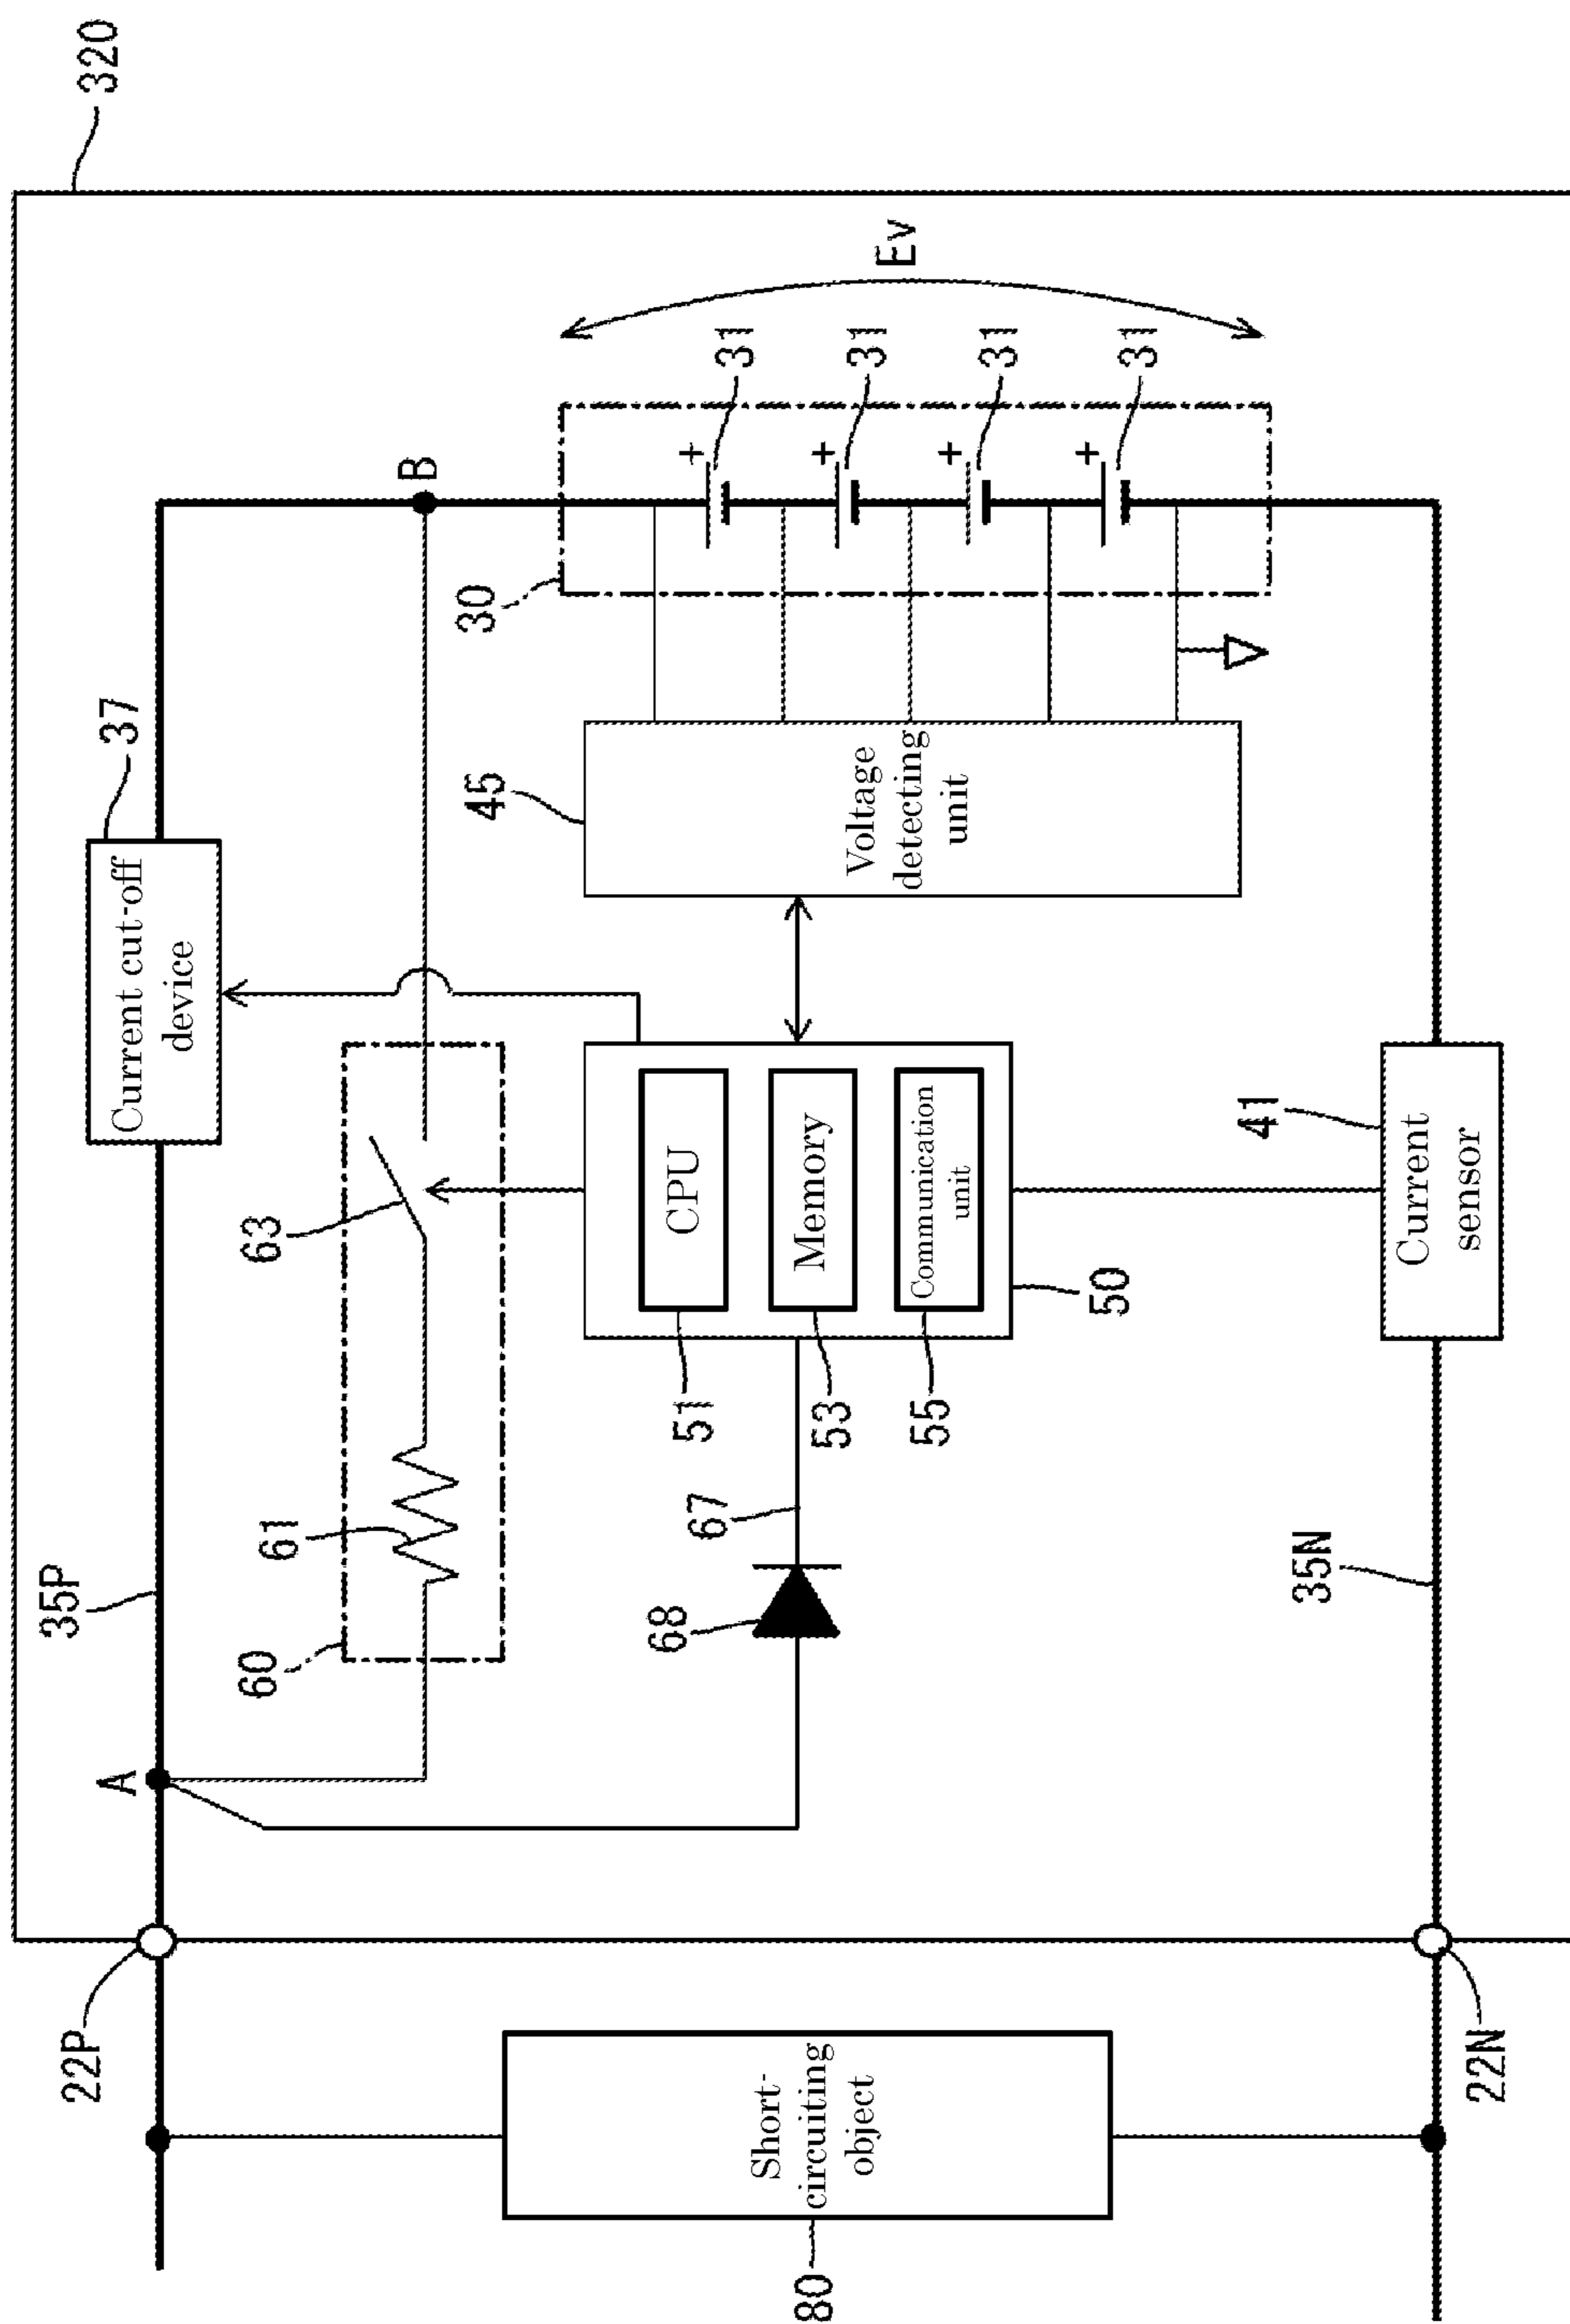 320
37
Current cut-off
device
B
Ev
30
+
31
+
31
+
31
+
31
45
Voltage
detecting
unit
35P
63
61
60
A
CPU
Memory
Communication
unit
51
53
55
50
67
68
41
Current
sensor
35N
22P
22N
Short-
circuiting
object
80